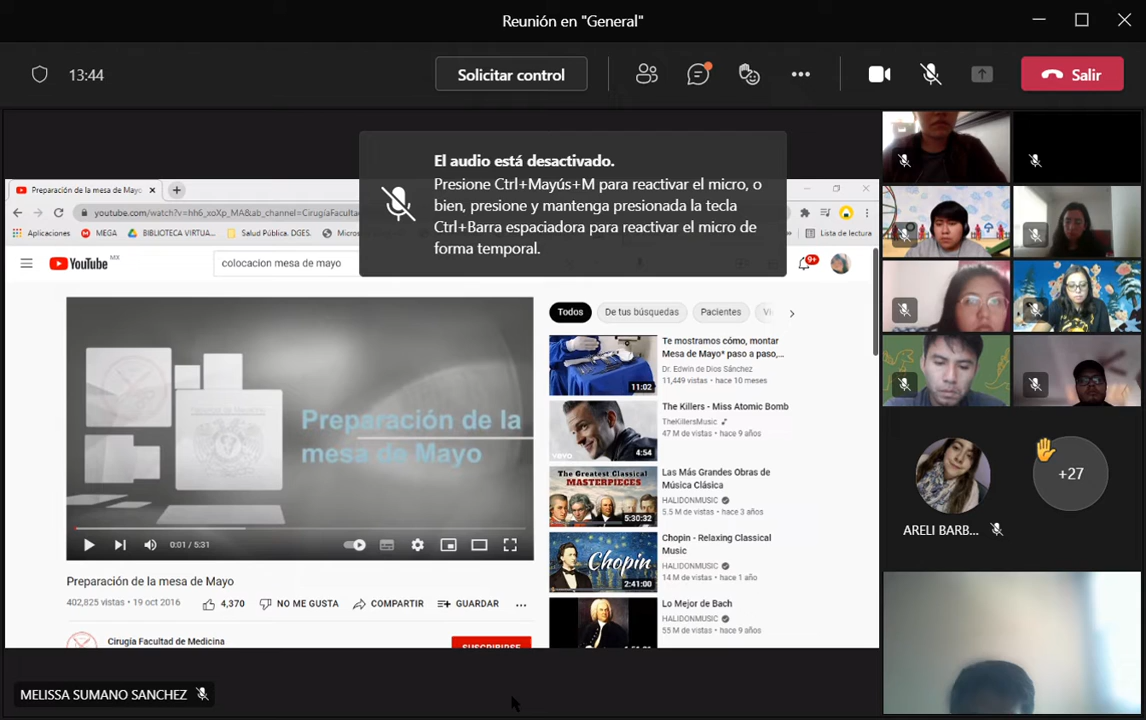 Reunión en "General"
13:44
Solicitar control
Salir
El audio está desactivado.
Presione Ctrl+Mayús+M para reactivar el micro, o
bien, presione y mantenga presionada la tecla
Ctrl+Barra espaciadora para reactivar el micro de
forma temporal.
Preparación de la mesa de May
youtube.com/watch?v=hh6_xoXp_MA&ab_channel=CirugíaFaculta
Aplicaciones
MEGA
BIBLIOTECA VIRTUA...
Salud Pública. DGES.
Lista de lectura
YouTube MX
colocacion mesa de mayo
9+
Preparación de la
mesa de Mayo
0:01 / 5:31
Todos
De tus búsquedas
Pacientes
Te mostramos cómo, montar
Mesa de Mayo* paso a paso,...
Dr. Edwin de Dios Sánchez
11,449 vistas • hace 10 meses
11:02
The Killers - Miss Atomic Bomb
TheKillersMusic
47 M de vistas • hace 9 años
vevo
4:54
Las Más Grandes Obras de
Música Clásica
HALIDONMUSIC
5.5 M de vistas • hace 3 años
The Greatest Classical
MASTERPIECES
5:30:32
Chopin - Relaxing Classical
Music
HALIDONMUSIC
14 M de vistas • hace 1 año
Chopin
2:41:00
Lo Mejor de Bach
HALIDONMUSIC
55 M de vistas • hace 9 años
Preparación de la mesa de Mayo
402,825 vistas • 19 oct 2016
4,370
NO ME GUSTA
COMPARTIR
GUARDAR
Cirugía Facultad de Medicina
SUSCRIBIRSE
ARELI BARB...
+27
MELISSA SUMANO SANCHEZ